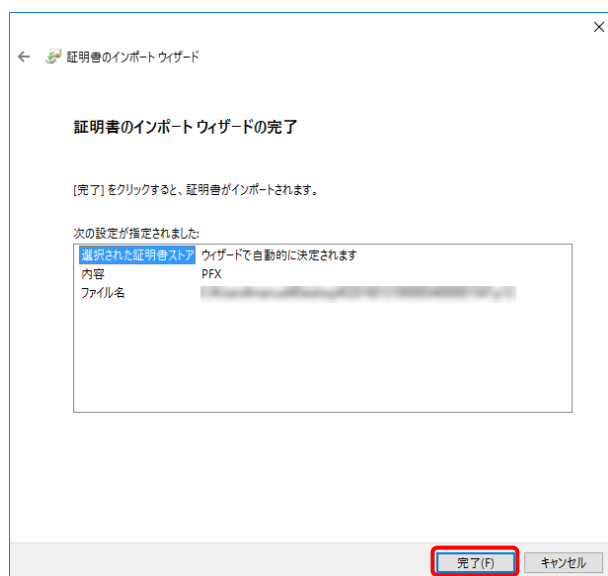 証明書のインポート ウィザード
証明書のインポート ウィザードの完了
[完了] をクリックすると、証明書がインポートされます。
次の設定が指定されました:
選択された証明書ストア ウィザードで自動的に決定されます
内容 PFX
ファイル名
完了(F) キャンセル